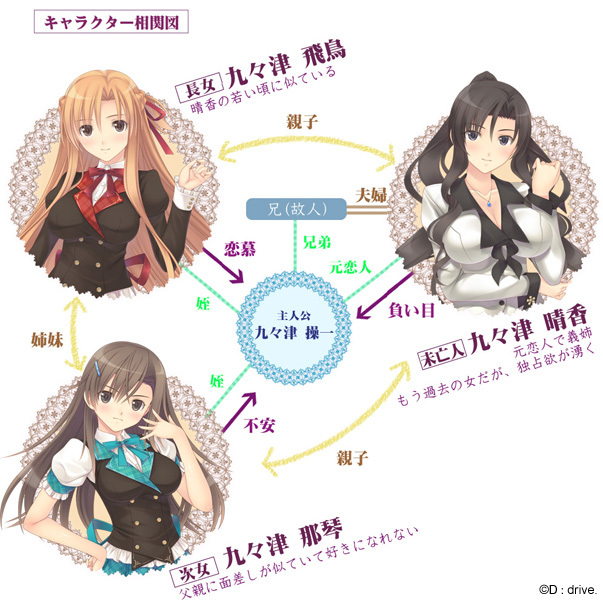 キャラクター相関図
長女 九々津 飛鳥
晴香の若い頃に似ている
親子
兄(故人)
夫婦
恋慕
兄弟
元恋人
姪
主人公
九々津 操一
負い目
姉妹
姪
不安
未亡人 九々津 晴香
元恋人で義姉
もう過去の女だが、独占欲が湧く
親子
次女 九々津 那琴
父親に面差しが似ていて好きになれない
©D : drive.